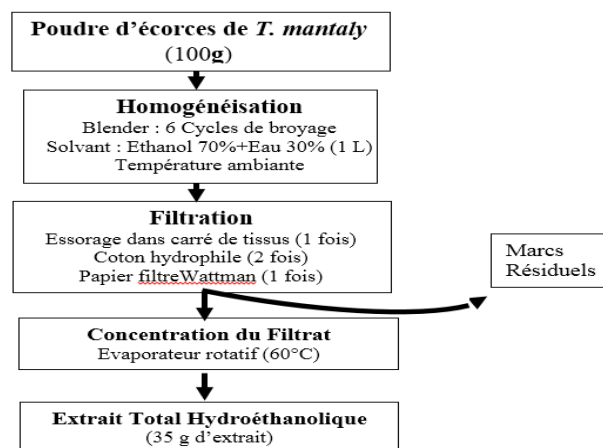 Poudre d'écorces de T. mantaly
(100g)
Homogénéisation
Blender : 6 Cycles de broyage
Solvant : Ethanol 70%+Eau 30% (1 L)
Température ambiante
Filtration
Essorage dans carré de tissus (1 fois)
Coton hydrophile (2 fois)
Papier filtreWattman (1 fois)
Marcs
Résiduels
Concentration du Filtrat
Evaporateur rotatif (60°C)
Extrait Total Hydroéthanolique
(35 g d'extrait)